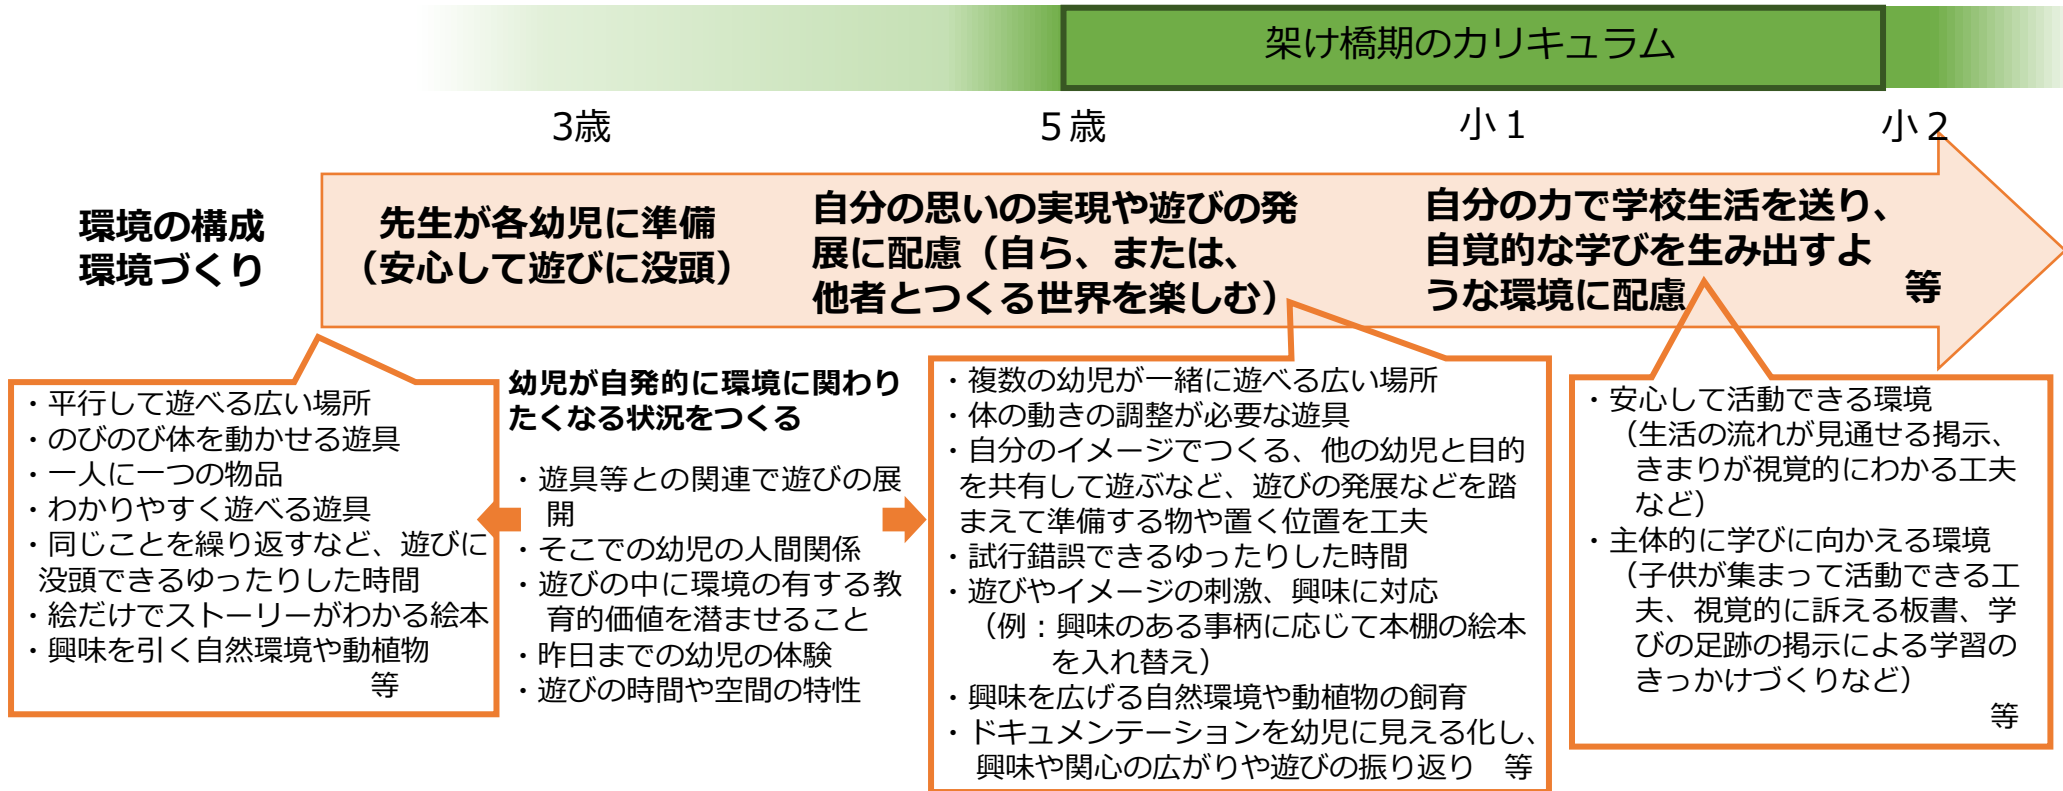 架け橋期のカリキュラム
3歳
５歳
小１
小２
環境の構成
環境づくり
先生が各幼児に準備
（安心して遊びに没頭）
自分の思いの実現や遊びの発
展に配慮（自ら、または、
他者とつくる世界を楽しむ）
自分の力で学校生活を送り、
自覚的な学びを生み出すよ
うな環境に配慮
等
・平行して遊べる広い場所
・のびのび体を動かせる遊具
・一人に一つの物品
・わかりやすく遊べる遊具
・同じことを繰り返すなど、遊びに
没頭できるゆったりした時間
・絵だけでストーリーがわかる絵本
・興味を引く自然環境や動植物
等
幼児が自発的に環境に関わり
たくなる状況をつくる
・遊具等との関連で遊びの展
開
・そこでの幼児の人間関係
・遊びの中に環境の有する教
育的価値を潜ませること
・昨日までの幼児の体験
・遊びの時間や空間の特性
・複数の幼児が一緒に遊べる広い場所
・体の動きの調整が必要な遊具
・自分のイメージでつくる、他の幼児と目的
を共有して遊ぶなど、遊びの発展などを踏
まえて準備する物や置く位置を工夫
・試行錯誤できるゆったりした時間
・遊びやイメージの刺激、興味に対応
（例：興味のある事柄に応じて本棚の絵本
を入れ替え）
・興味を広げる自然環境や動植物の飼育
・ドキュメンテーションを幼児に見える化し、
興味や関心の広がりや遊びの振り返り　等
・安心して活動できる環境
（生活の流れが見通せる掲示、
きまりが視覚的にわかる工夫
など）
・主体的に学びに向かえる環境
（子供が集まって活動できる工
夫、視覚的に訴える板書、学
びの足跡の掲示による学習の
きっかけづくりなど）
等